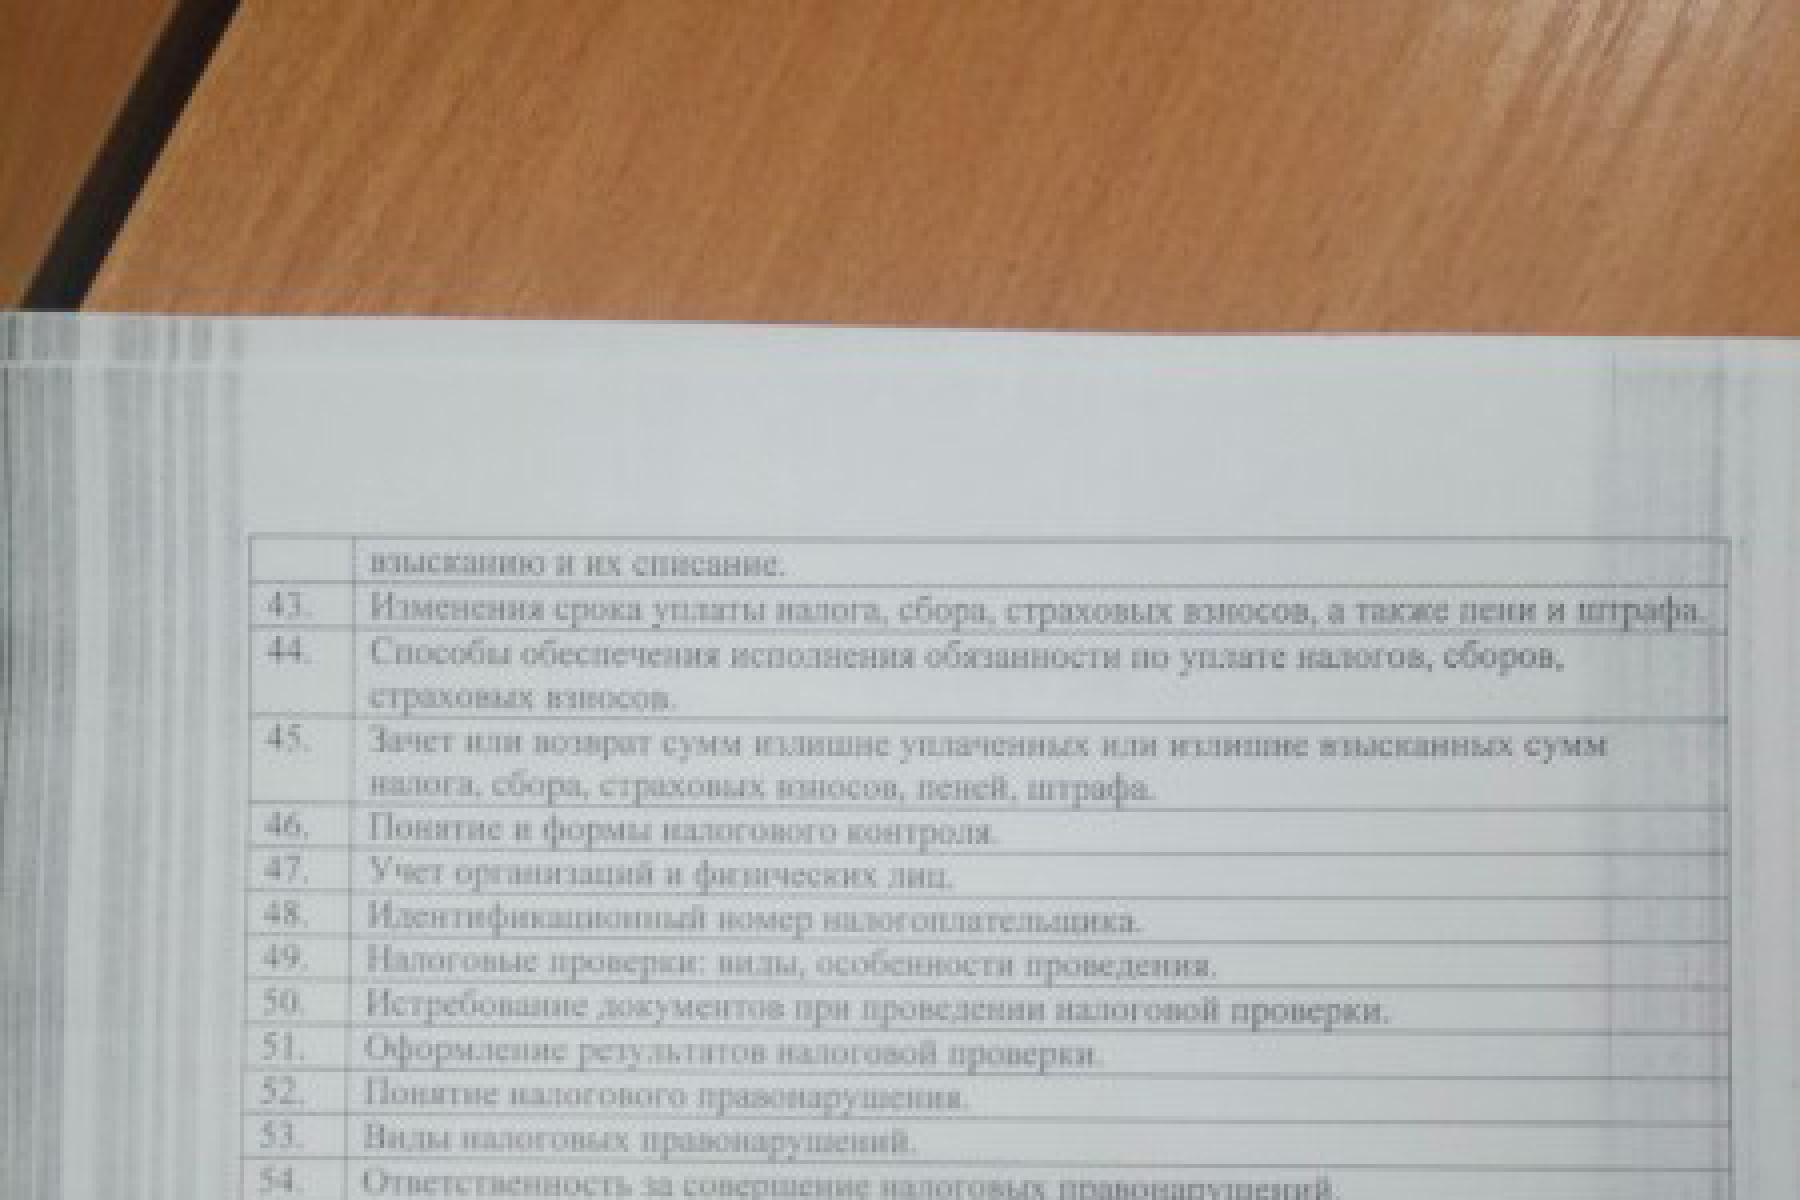 взысканию и их списание.
43. Изменения срока уплаты налога, сбора, страховых взносов, а также пени и штрафа.
44. Способы обеспечения исполнения обязанности по уплате налогов, сборов,
страховых взносов.
45. Зачет или возврат сумм излишне уплаченных или излишне взысканных сумм
налога, сбора, страховых взносов, пеней, штрафа.
46. Понятие и формы налогового контроля.
47. Учет организаций и физических лиц.
48. Идентификационный номер налогоплательщика.
49. Налоговые проверки: виды, особенности проведения.
50. Истребование документов при проведении налоговой проверки.
51. Оформление результатов налоговой проверки.
52. Понятие налогового правонарушения.
53. Виды налоговых правонарушений.
54. Ответственность за совершение налоговых правонарушений.